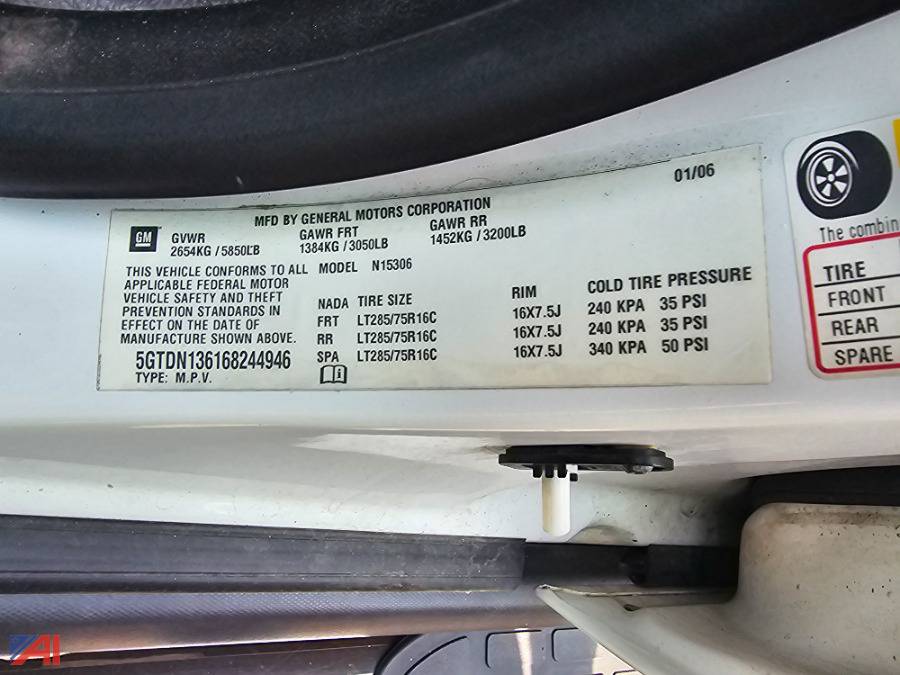 MFD BY GENERAL MOTORS CORPORATION
01/06
GM
GVWR
GAWR FRT
GAWR RR
2654KG / 5850LB
1384KG / 3050LB
1452KG / 3200LB
THIS VEHICLE CONFORMS TO ALL
APPLICABLE FEDERAL MOTOR
VEHICLE SAFETY AND THEFT
PREVENTION STANDARDS IN
EFFECT ON THE DATE OF
MANUFACTURE SHOWN ABOVE.
5GTDN136168244946
TYPE: M.P.V.
MODEL N15306
NADA TIRE SIZE RIM COLD TIRE PRESSURE
FRT LT285/75R16C 16X7.5J 240 KPA 35 PSI
RR LT285/75R16C 16X7.5J 240 KPA 35 PSI
SPA LT285/75R16C 16X7.5J 340 KPA 50 PSI
The combin
TIRE
FRONT
REAR
SPARE
AI